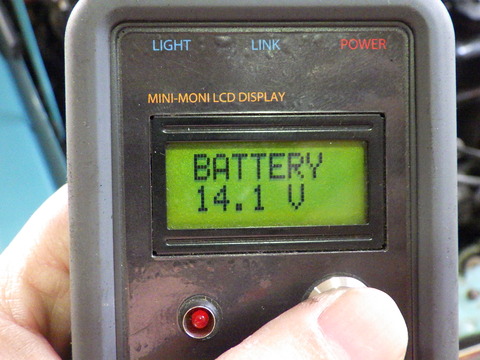 LIGHT LINK POWER
MINI-MONI LCD DISPLAY
BATTERY
14.1 V